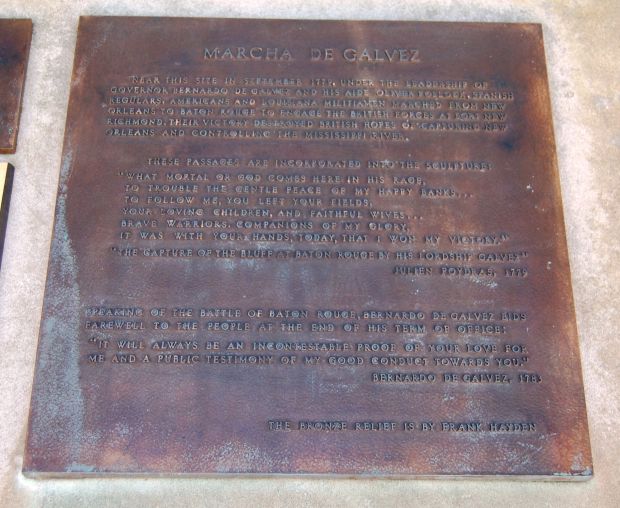 MARCHA DE GALVEZ
"NEAR THIS SITE IN SEPTEMBER 1779, UNDER THE LEADERSHIP OF
GOVERNOR BERNARDO DE GALVEZ AND HIS AIDE OLIVER POLLOCK, SPANISH
REGULARS, AMERICANS AND LOUISIANA MILITIAMEN MARCHED FROM NEW
ORLEANS TO BATON ROUGE TO ENGAGE THE BRITISH FORCES AT FORT NEW
RICHMOND. THEIR VICTORY DESTROYED BRITISH HOPES OF CAPTURING NEW
ORLEANS AND CONTROLLING THE MISSISSIPPI RIVER.
THESE PASSAGES ARE INCORPORATED INTO THE SCULPTURE:
"WHAT MORTAL OR GOD COMES HERE IN HIS RAGE,
TO TROUBLE THE GENTLE PEACE OF MY HAPPY BANKS...
TO FOLLOW ME, YOU LEFT YOUR FIELDS,
YOUR LOVING CHILDREN, AND FAITHFUL WIVES...
BRAVE WARRIORS, COMPANIONS OF MY GLORY,
IT WAS WITH YOUR HANDS, TODAY, THAT I WON MY VICTORY."
"THE CAPTURE OF THE BLUFF AT BATON ROUGE BY HIS LORDSHIP GALVEZ"
JULIEN POYDRAS, 1779
SPEAKING OF THE BATTLE OF BATON ROUGE, BERNARDO DE GALVEZ BIDS
FAREWELL TO THE PEOPLE AT THE END OF HIS TERM OF OFFICE:
"IT WILL ALWAYS BE AN INCONTESTABLE PROOF OF YOUR LOVE FOR
ME AND A PUBLIC TESTIMONY OF MY GOOD CONDUCT TOWARDS YOU."
BERNARDO DE GALVEZ, 1783
THE BRONZE RELIEF IS BY FRANK HAYDEN